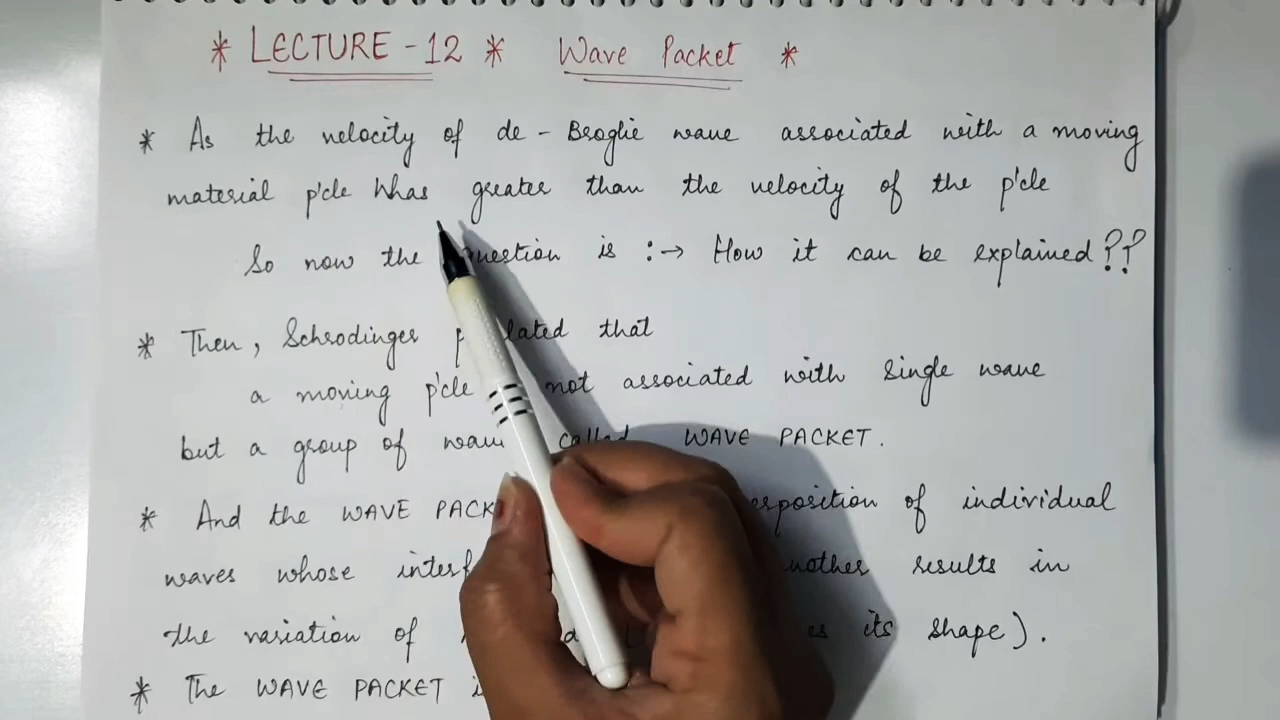 * LECTURE - 12 * Wave Packet *
* As the velocity of de - Broglie wave associated with a moving
material p'cle has greater than the velocity of the p'cle
So now the question is :→ How it can be explained ??
* Then, Schrodinger that
a moving p'cle not associated with single wave
but a group of called WAVE PACKET.
* And the WAVE of individual
waves whose results in
the variation of its shape).
* The WAVE PACKET